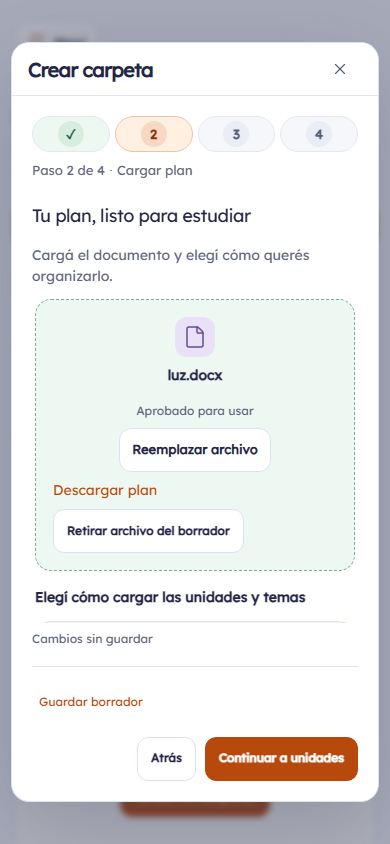 Crear carpeta
✓ 2 3 4
Paso 2 de 4 · Cargar plan
Tu plan, listo para estudiar
Cargá el documento y elegí cómo querés
organizarlo.
luz.docx
Aprobado para usar
Reemplazar archivo
Descargar plan
Retirar archivo del borrador
Elegí cómo cargar las unidades y temas
Cambios sin guardar
Guardar borrador
Atrás
Continuar a unidades